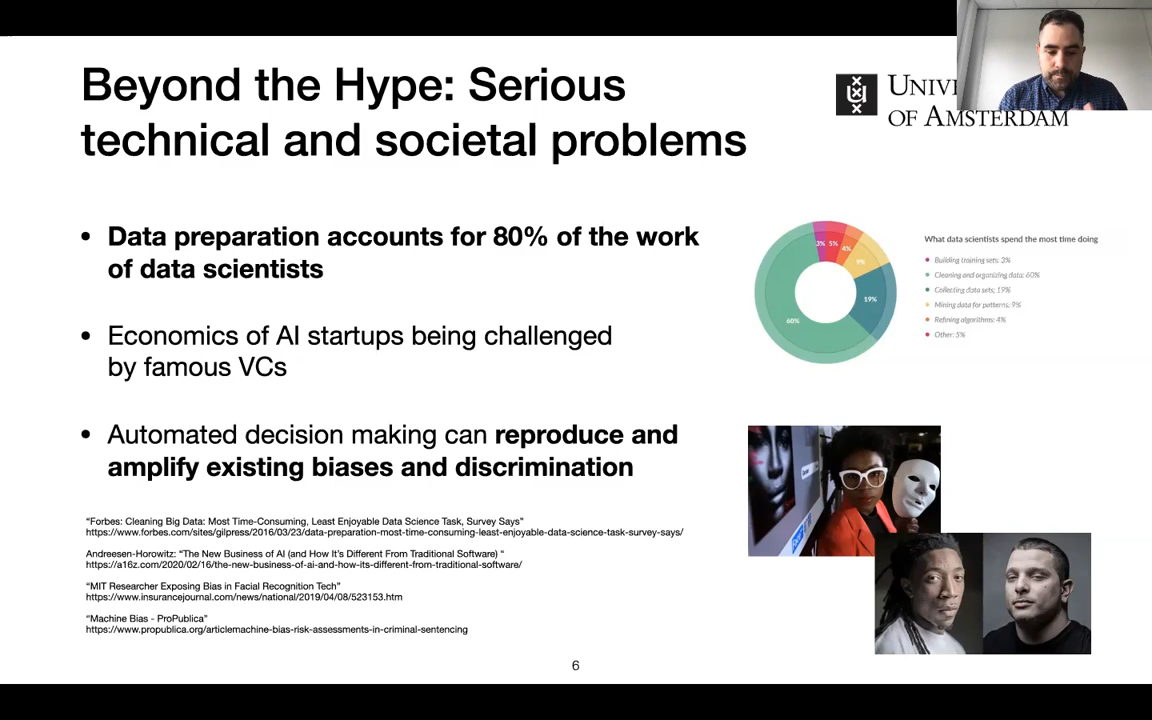 Beyond the Hype: Serious
technical and societal problems
OF AMSTERDAM
• Data preparation accounts for 80% of the work
of data scientists
• Economics of AI startups being challenged
by famous VCs
• Automated decision making can reproduce and
amplify existing biases and discrimination
3%
5%
4%
9%
19%
60%
What data scientists spend the most time doing
Building training sets: 3%
Cleaning and organizing data: 60%
Collecting data sets; 19%
Mining data for patterns: 9%
Refining algorithms: 4%
Other: 5%
“Forbes: Cleaning Big Data: Most Time-Consuming, Least Enjoyable Data Science Task, Survey Says”
https://www.forbes.com/sites/gilpress/2016/03/23/data-preparation-most-time-consuming-least-enjoyable-data-science-task-survey-says/
Andreesen-Horowitz: “The New Business of AI (and How It’s Different From Traditional Software) “
https://a16z.com/2020/02/16/the-new-business-of-ai-and-how-its-different-from-traditional-software/
“MIT Researcher Exposing Bias in Facial Recognition Tech”
https://www.insurancejournal.com/news/national/2019/04/08/523153.htm
“Machine Bias - ProPublica”
https://www.propublica.org/articlemachine-bias-risk-assessments-in-criminal-sentencing
6